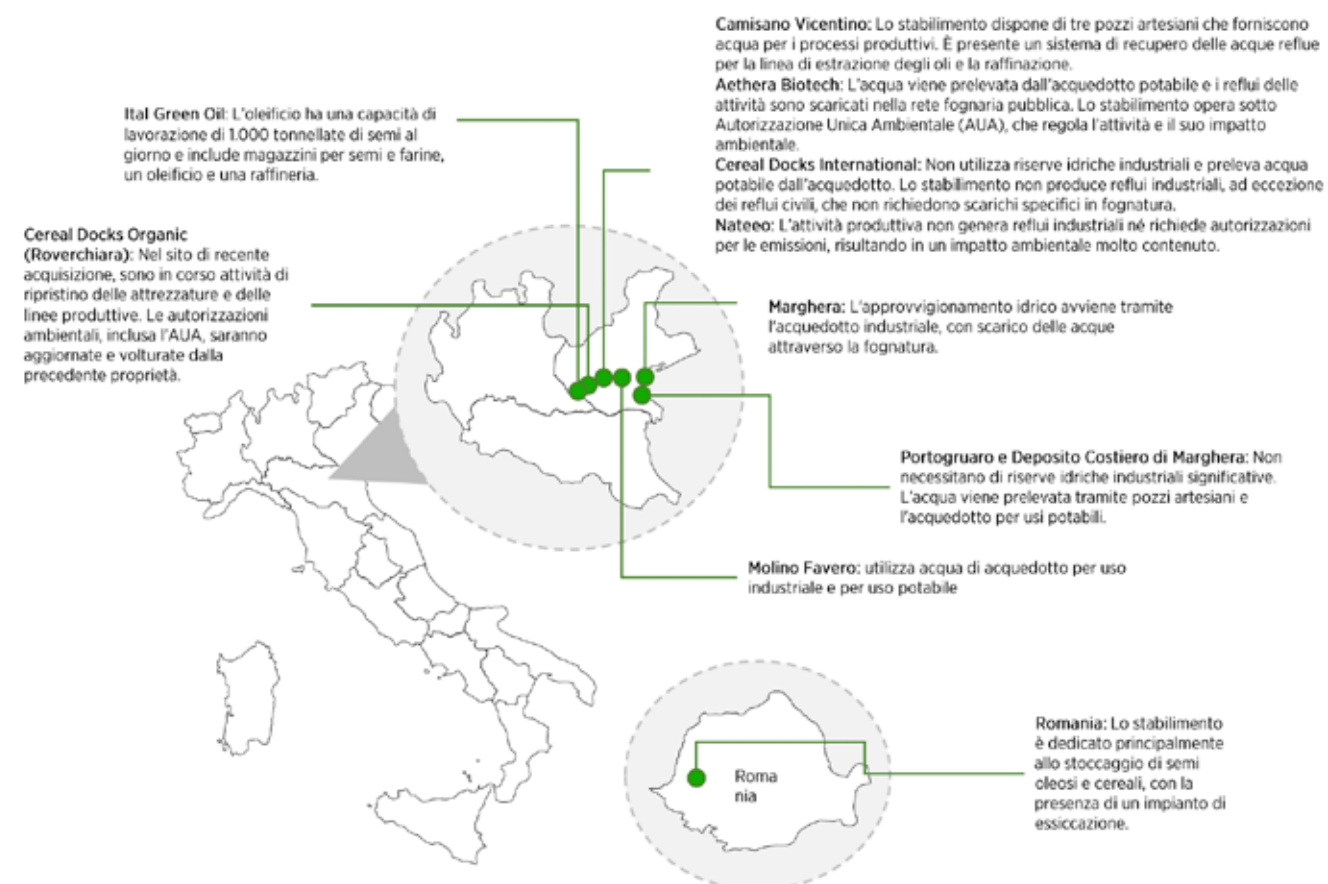 Camisano Vicentino: Lo stabilimento dispone di tre pozzi artesiani che forniscono
acqua per i processi produttivi. È presente un sistema di recupero delle acque reflue
per la linea di estrazione degli oli e la raffinazione.
Aethera Biotech: L'acqua viene prelevata dall'acquedotto potabile e i reflui delle
attività sono scaricati nella rete fognaria pubblica. Lo stabilimento opera sotto
Autorizzazione Unica Ambientale (AUA), che regola l'attività e il suo impatto
ambientale.
Cereal Docks International: Non utilizza riserve idriche industriali e preleva acqua
potabile dall'acquedotto. Lo stabilimento non produce reflui industriali, ad eccezione
dei reflui civili, che non richiedono scarichi specifici in fognatura.
Nateeo: L'attività produttiva non genera reflui industriali né richiede autorizzazioni
per le emissioni, risultando in un impatto ambientale molto contenuto.
Ital Green Oil: L'oleificio ha una capacità di
lavorazione di 1.000 tonnellate di semi al
giorno e include magazzini per semi e farine,
un oleificio e una raffineria.
Cereal Docks Organic
(Roverchiara): Nel sito di recente
acquisizione, sono in corso attività di
ripristino delle attrezzature e delle
linee produttive. Le autorizzazioni
ambientali, inclusa l'AUA, saranno
aggiornate e volturate dalla
precedente proprietà.
Marghera: L'approvvigionamento idrico avviene tramite
l'acquedotto industriale, con scarico delle acque
attraverso la fognatura.
Portogruaro e Deposito Costiero di Marghera: Non
necessitano di riserve idriche industriali significative.
L'acqua viene prelevata tramite pozzi artesiani e
l'acquedotto per usi potabili.
Molino Favero: utilizza acqua di acquedotto per uso
industriale e per uso potabile
Roma
nia
Romania: Lo stabilimento
è dedicato principalmente
allo stoccaggio di semi
oleosi e cereali, con la
presenza di un impianto di
essiccazione.